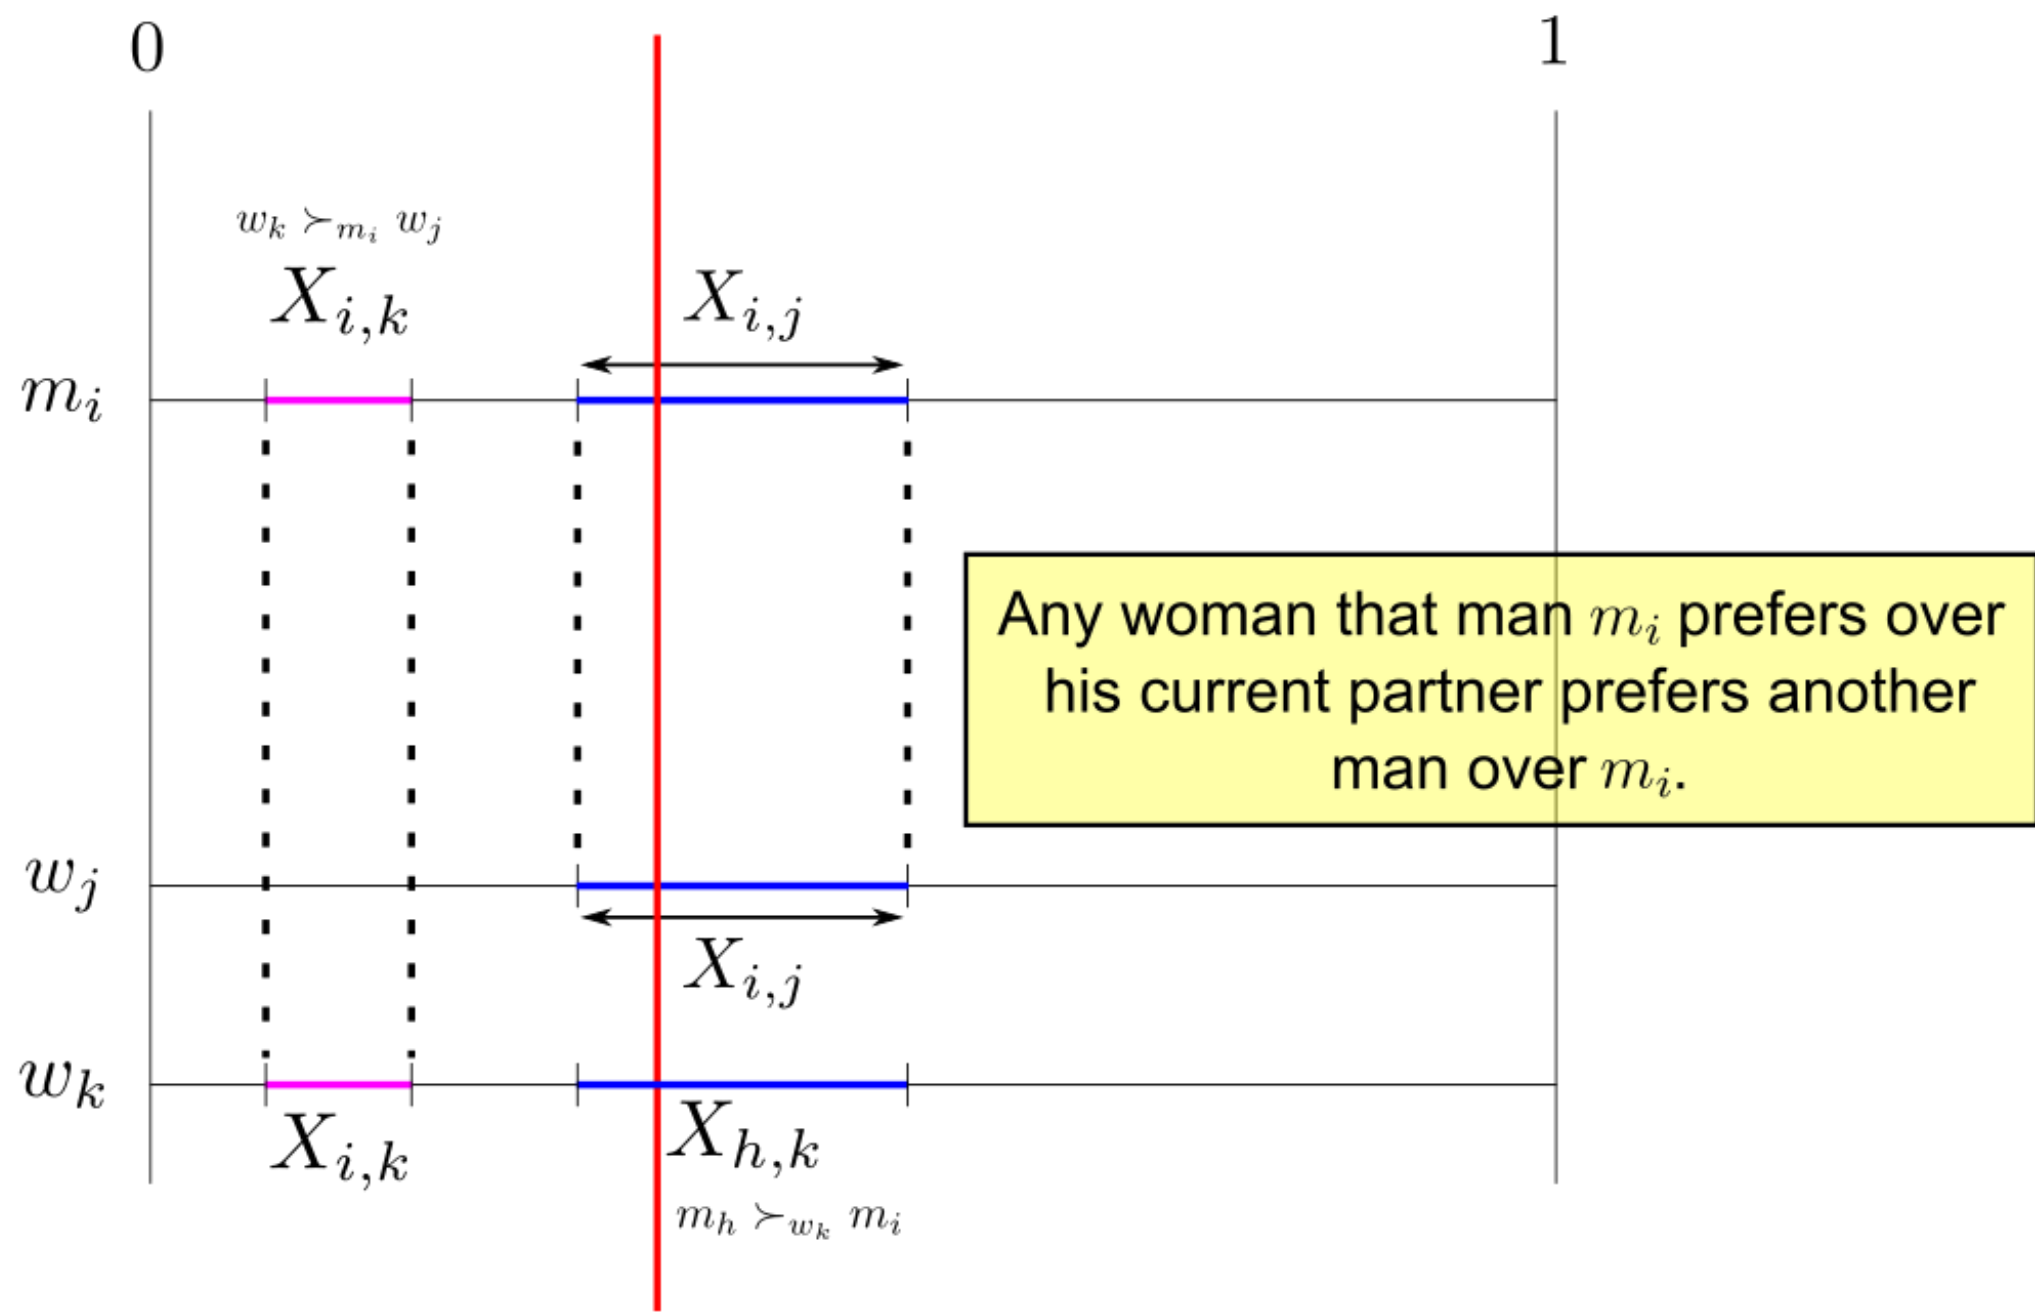 0
1
w_k ≻_{m_i} w_j
X_{i,k}
X_{i,j}
m_i
Any woman that man m_i prefers over
his current partner prefers another
man over m_i.
w_j
X_{i,j}
w_k
X_{i,k}
X_{h,k}
m_h ≻_{w_k} m_i